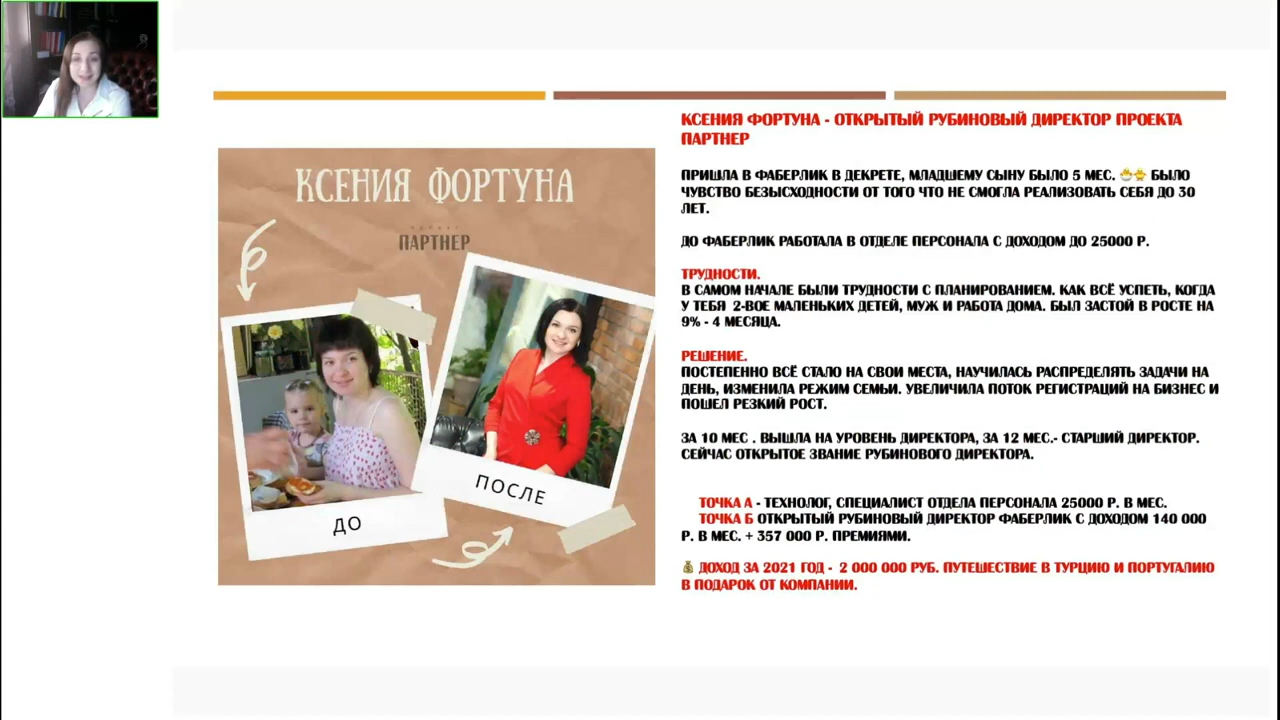 КСЕНИЯ ФОРТУНА - ОТКРЫТЫЙ РУБИНОВЫЙ ДИРЕКТОР ПРОЕКТА
ПАРТНЕР
ПРИШЛА В ФАБЕРЛИК В ДЕКРЕТЕ, МЛАДШЕМУ СЫНУ БЫЛО 5 МЕС. 🐣🐥 БЫЛО
ЧУВСТВО БЕЗЫСХОДНОСТИ ОТ ТОГО ЧТО НЕ СМОГЛА РЕАЛИЗОВАТЬ СЕБЯ ДО 30
ЛЕТ.
ДО ФАБЕРЛИК РАБОТАЛА В ОТДЕЛЕ ПЕРСОНАЛА С ДОХОДОМ ДО 25000 Р.
ТРУДНОСТИ.
В САМОМ НАЧАЛЕ БЫЛИ ТРУДНОСТИ С ПЛАНИРОВАНИЕМ. КАК ВСЁ УСПЕТЬ, КОГДА
У ТЕБЯ 2-ВОЕ МАЛЕНЬКИХ ДЕТЕЙ, МУЖ И РАБОТА ДОМА. БЫЛ ЗАСТОЙ В РОСТЕ НА
9% - 4 МЕСЯЦА.
РЕШЕНИЕ.
ПОСТЕПЕННО ВСЁ СТАЛО НА СВОИ МЕСТА, НАУЧИЛАСЬ РАСПРЕДЕЛЯТЬ ЗАДАЧИ НА
ДЕНЬ, ИЗМЕНИЛА РЕЖИМ СЕМЬИ. УВЕЛИЧИЛА ПОТОК РЕГИСТРАЦИЙ НА БИЗНЕС И
ПОШЕЛ РЕЗКИЙ РОСТ.
ЗА 10 МЕС . ВЫШЛА НА УРОВЕНЬ ДИРЕКТОРА, ЗА 12 МЕС.- СТАРШИЙ ДИРЕКТОР.
СЕЙЧАС ОТКРЫТОЕ ЗВАНИЕ РУБИНОВОГО ДИРЕКТОРА.
ТОЧКА А - ТЕХНОЛОГ, СПЕЦИАЛИСТ ОТДЕЛА ПЕРСОНАЛА 25000 Р. В МЕС.
ТОЧКА Б ОТКРЫТЫЙ РУБИНОВЫЙ ДИРЕКТОР ФАБЕРЛИК С ДОХОДОМ 140 000
Р. В МЕС. + 357 000 Р. ПРЕМИЯМИ.
💰 ДОХОД ЗА 2021 ГОД - 2 000 000 РУБ. ПУТЕШЕСТВИЕ В ТУРЦИЮ И ПОРТУГАЛИЮ
В ПОДАРОК ОТ КОМПАНИИ.
КСЕНИЯ ФОРТУНА
ПАРТНЕР
ДО
ПОСЛЕ